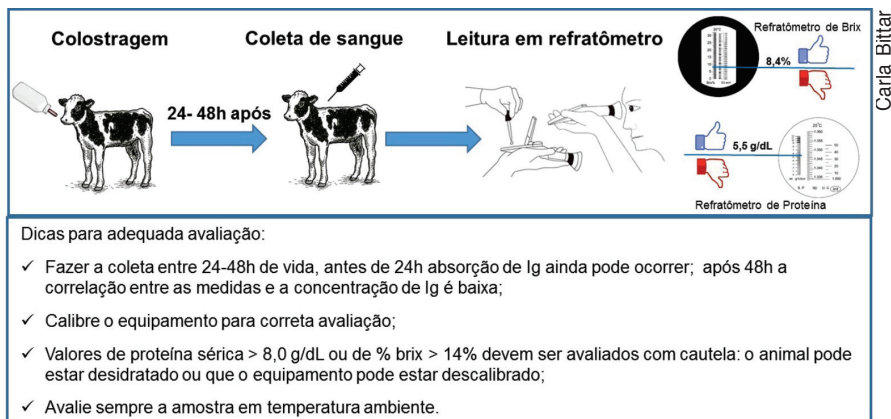 Colostragem
Coleta de sangue
Leitura em refratômetro
Refratômetro de Brix
8,4%
24- 48h após
5,5 g/dL
Refratômetro de Proteína
Carla Bittar
Dicas para adequada avaliação:
✓ Fazer a coleta entre 24-48h de vida, antes de 24h absorção de Ig ainda pode ocorrer; após 48h a
correlação entre as medidas e a concentração de Ig é baixa;
✓ Calibre o equipamento para correta avaliação;
✓ Valores de proteína sérica > 8,0 g/dL ou de % brix > 14% devem ser avaliados com cautela: o animal pode
estar desidratado ou que o equipamento pode estar descalibrado;
✓ Avalie sempre a amostra em temperatura ambiente.